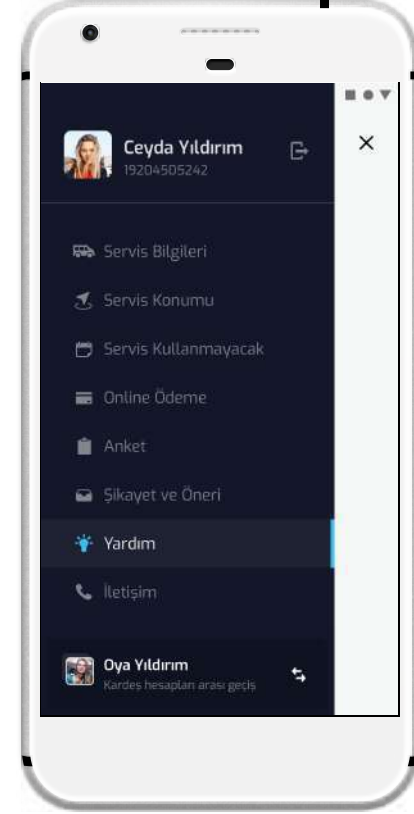 Ceyda Yıldırım
19204505242
Servis Bilgileri
Servis Konumu
Servis Kullanmayacak
Online Ödeme
Anket
Şikayet ve Öneri
Yardım
İletişim
Oya Yıldırım
Kardeş hesapları arası geçiş